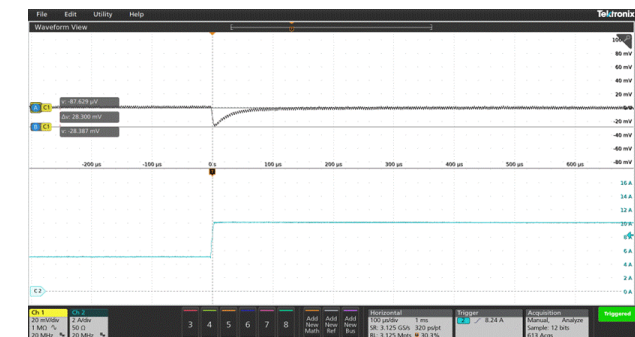 File Edit Utility Help Tektronix
Waveform View
80 mV
60 mV
40 mV
20 mV
A C1 v: -87.629 µV
Δv: 28.300 mV
-20 mV
B C1 v: -28.387 mV
-40 mV
-60 mV
-80 mV
-200 µs -100 µs 0 s 100 µs 200 µs 300 µs 400 µs 500 µs 600 µs
16 A
14 A
12 A
10 A
8 A
6 A
4 A
2 A
C2 0 A
Ch 1 Ch 2 Horizontal Trigger Acquisition
20 mV/div 2 A/div 3 4 5 6 7 8 Add New Math Add New Ref Add New Bus 100 µs/div 1 ms 2 8.24 A Manual, Analyze Triggered
1 MΩ 50 Ω SR: 3.125 GS/s 320 ps/pt Sample: 12 bits
20 MHz 20 MHz RL: 3.125 Mpts 30.3% 613 Acqs